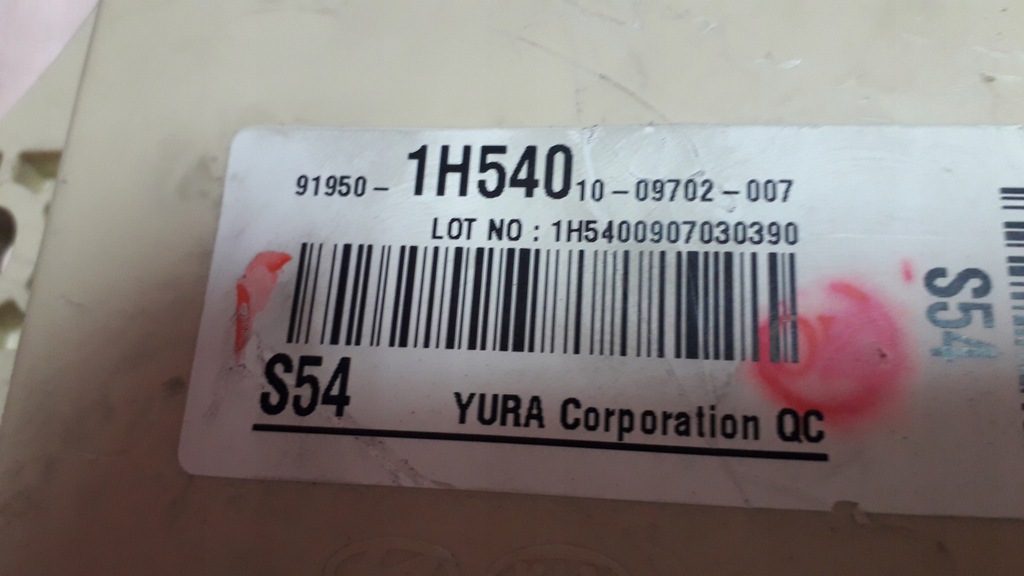 91950- 1H540 10-09702-007
LOT NO : 1H5400907030390
S54
YURA Corporation QC
S54